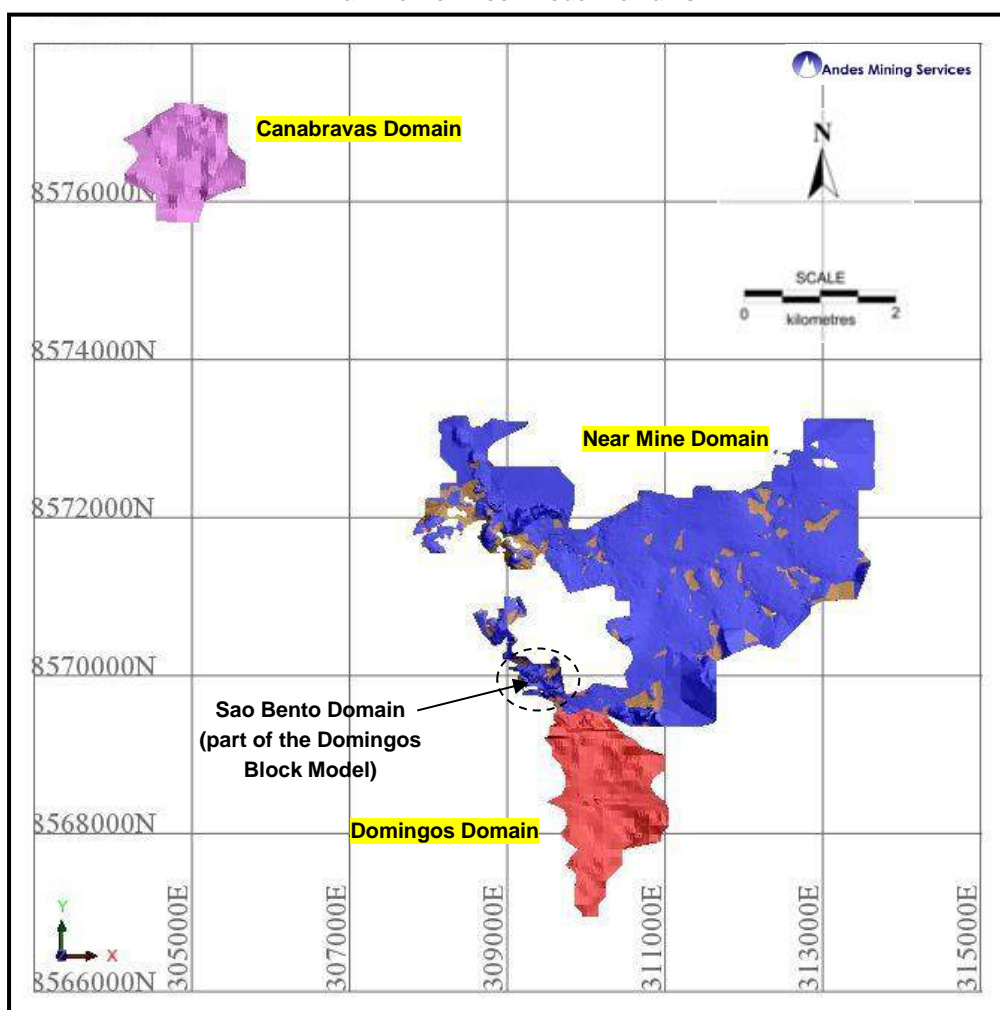 Andes Mining Services
Canabravas Domain
N
8576000N
SCALE
0
2
kilometres
8574000N
Near Mine Domain
8572000N
8570000N
Sao Bento Domain
(part of the Domingos
Block Model)
Domingos Domain
8568000N
Y
X
8566000N
305000E
307000E
309000E
311000E
313000E
315000E